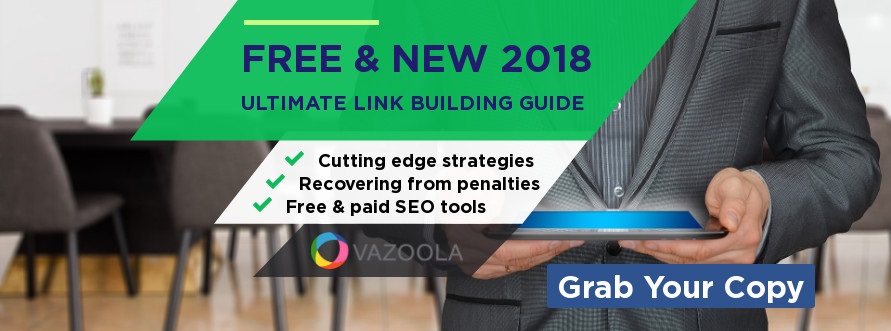 FREE & NEW 2018
ULTIMATE LINK BUILDING GUIDE
Cutting edge strategies
Recovering from penalties
Free & paid SEO tools
VAZOOLA
Grab Your Copy